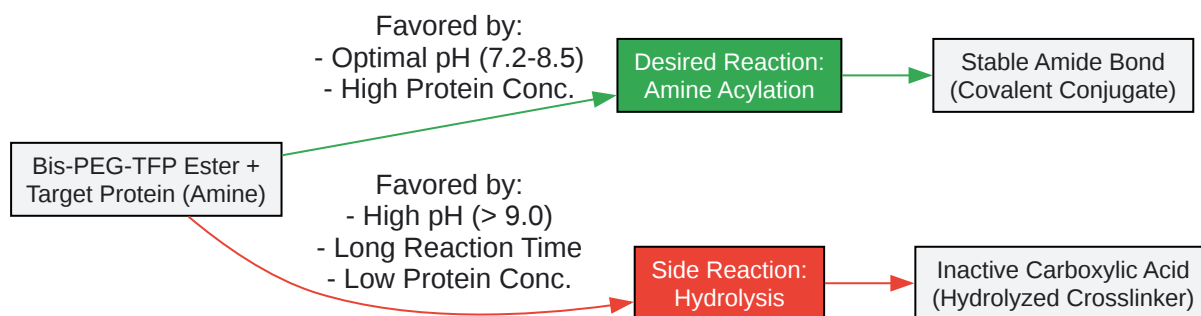 Favored by:
- Optimal pH (7.2-8.5)
- High Protein Conc.
Desired Reaction:
Amine Acylation
Stable Amide Bond
(Covalent Conjugate)
Bis-PEG-TFP Ester +
Target Protein (Amine)
Favored by:
- High pH (> 9.0)
- Long Reaction Time
- Low Protein Conc.
Side Reaction:
Hydrolysis
Inactive Carboxylic Acid
(Hydrolyzed Crosslinker)